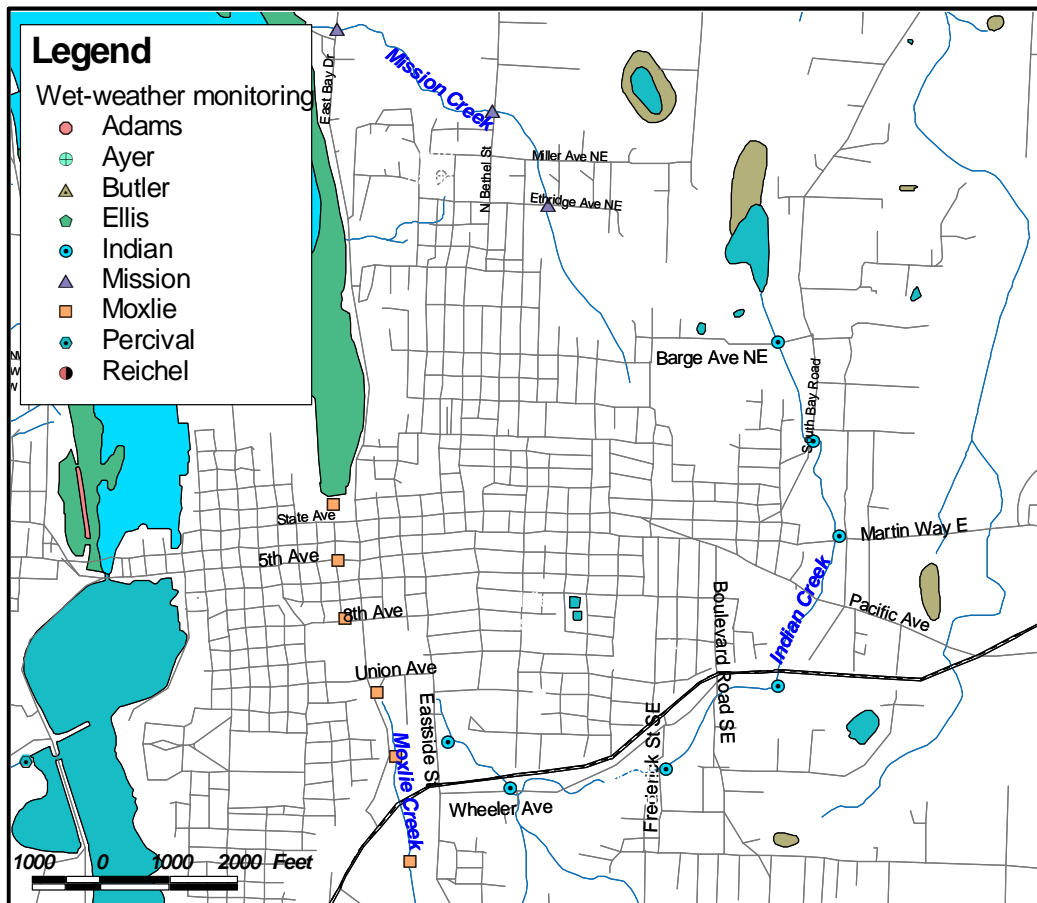 Legend
Wet-weather monitoring
Adams
Ayer
Butler
Ellis
Indian
Mission
Moxlie
Percival
Reichel
East Bay Dr
Mission Creek
N Bethel St
Miller Ave NE
Ethridge Ave NE
Barge Ave NE
South Bay Road
State Ave
5th Ave
8th Ave
Union Ave
Martin Way E
Pacific Ave
Indian Creek
Boulevard Road SE
Eastside St
Moxlie Creek
Frederick St SE
Wheeler Ave
1000 0 1000 2000 Feet